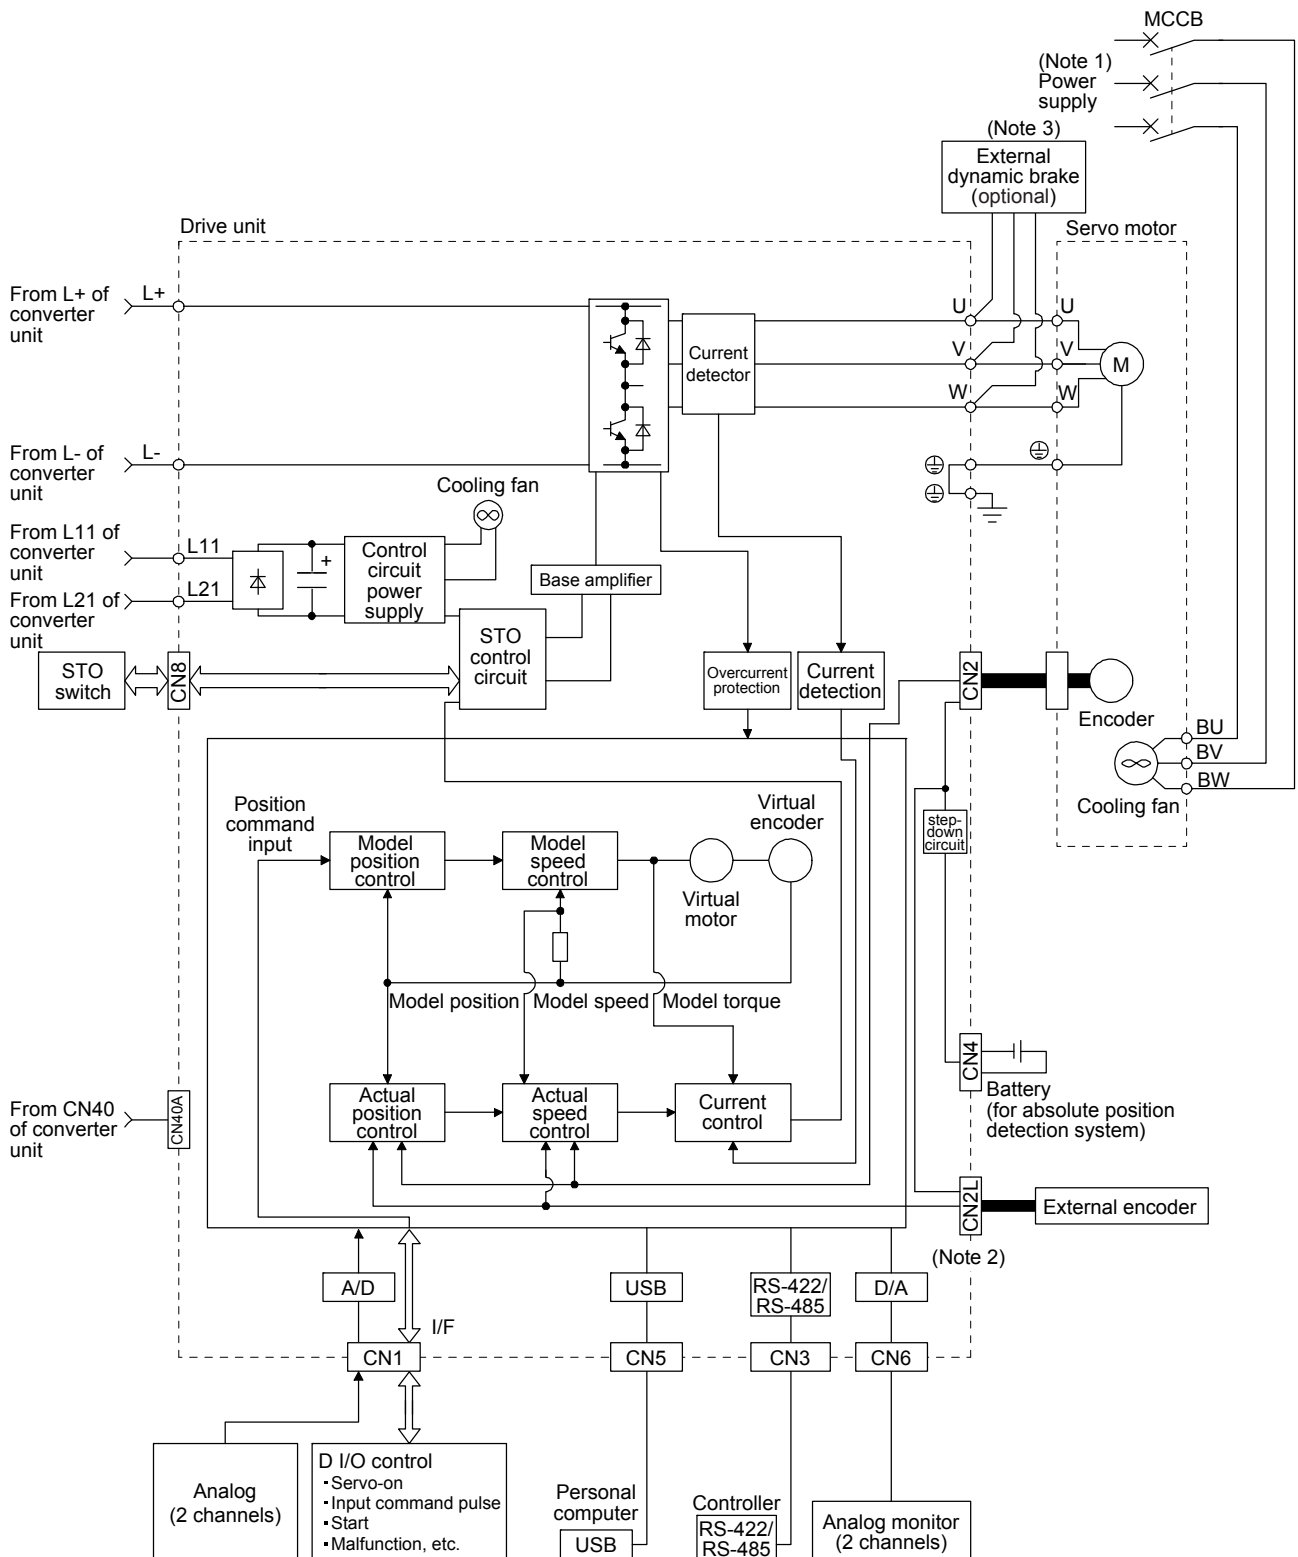 MCCB
(Note 1)
Power
supply
(Note 3)
External
dynamic brake
(optional)
Drive unit
Servo motor
From L+ of
converter
unit
L+
U
U
V
V
W
W
Current
detector
M
From L- of
converter
unit
L-
Cooling fan
From L11 of
converter
unit
L11
+
Control
circuit
power
supply
Base amplifier
From L21 of
converter
unit
L21
STO
switch
CN8
STO
control
circuit
Overcurrent
protection
Current
detection
CN2
Encoder
BU
BV
BW
Cooling fan
step-
down
circuit
Position
command
input
Model
position
control
Model
speed
control
Virtual
encoder
Virtual
motor
Model position
Model speed
Model torque
CN4
Battery
(for absolute position
detection system)
From CN40
of converter
unit
CN40A
Actual
position
control
Actual
speed
control
Current
control
CN2L
External encoder
(Note 2)
A/D
I/F
USB
RS-422/
RS-485
D/A
CN1
CN5
CN3
CN6
Analog
(2 channels)
D I/O control
▪Servo-on
▪Input command pulse
▪Start
▪Malfunction, etc.
Personal
computer
USB
Controller
RS-422/
RS-485
Analog monitor
(2 channels)